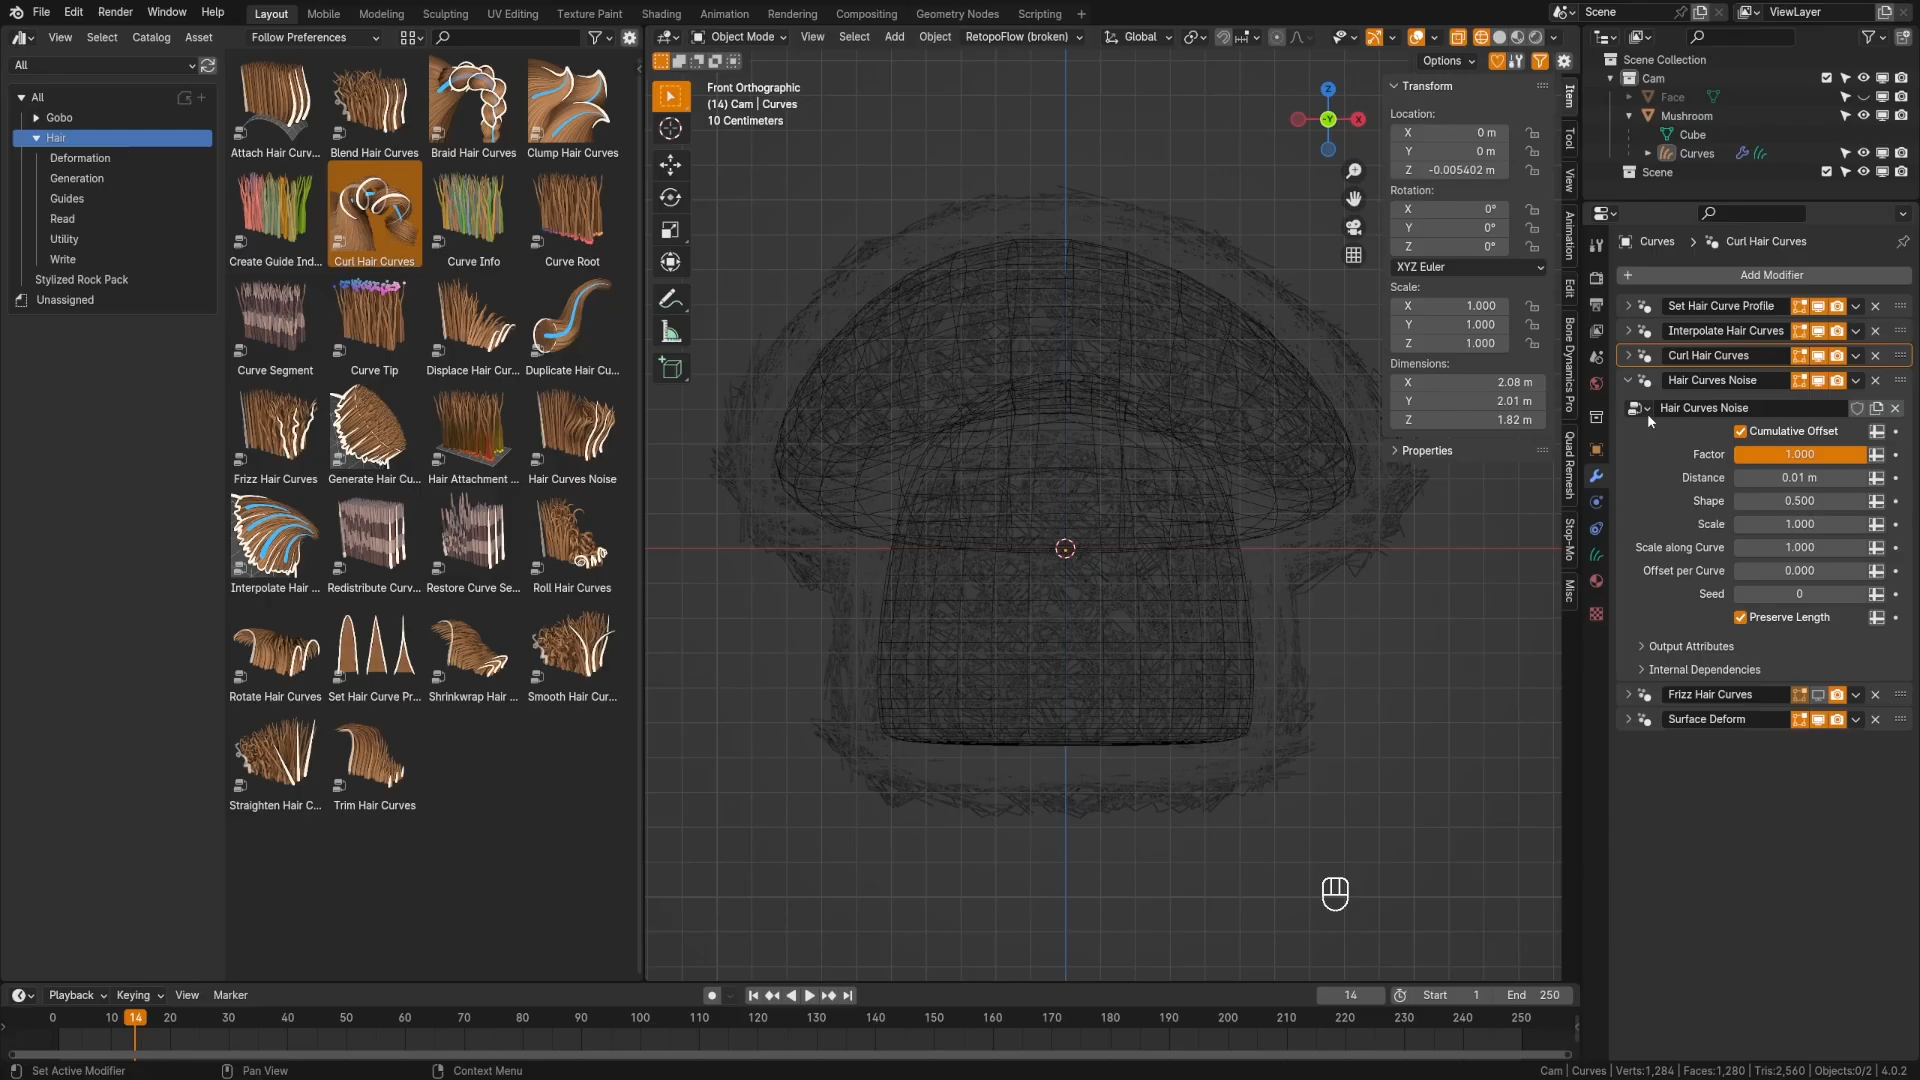 File Edit Render Window Help
Layout Mobile Modeling Sculpting UV Editing Texture Paint Shading Animation Rendering Compositing Geometry Nodes Scripting +
Scene
ViewLayer
View Select Catalog Asset
Follow Preferences
All
All
Gobo
Hair
Deformation
Generation
Guides
Read
Utility
Write
Stylized Rock Pack
Unassigned
Attach Hair Curv... Blend Hair Curves Braid Hair Curves Clump Hair Curves
Create Guide Ind... Curl Hair Curves Curve Info Curve Root
Curve Segment Curve Tip Displace Hair Cur... Duplicate Hair Cu...
Frizz Hair Curves Generate Hair Cu... Hair Attachment ... Hair Curves Noise
Interpolate Hair ... Redistribute Curv... Restore Curve Se... Roll Hair Curves
Rotate Hair Curves Set Hair Curve Pr... Shrinkwrap Hair ... Smooth Hair Cur...
Straighten Hair C... Trim Hair Curves
Object Mode View Select Add Object RetopoFlow (broken) Global
Options
Front Orthographic
(14) Cam | Curves
10 Centimeters
Z
-Y
X
Transform
Location:
X 0 m
Y 0 m
Z -0.005402 m
Rotation:
X 0°
Y 0°
Z 0°
XYZ Euler
Scale:
X 1.000
Y 1.000
Z 1.000
Dimensions:
X 2.08 m
Y 2.01 m
Z 1.82 m
Properties
Item
Tool
View
Animation
Edit
Bone Dynamics Pro
Quad Remesh
Stop-Mo
Misc
Scene Collection
Cam
Face
Mushroom
Cube
Curves
Scene
Curves > Curl Hair Curves
Add Modifier
Set Hair Curve Profile
Interpolate Hair Curves
Curl Hair Curves
Hair Curves Noise
Hair Curves Noise
Cumulative Offset
Factor 1.000
Distance 0.01 m
Shape 0.500
Scale 1.000
Scale along Curve 1.000
Offset per Curve 0.000
Seed 0
Preserve Length
Output Attributes
Internal Dependencies
Frizz Hair Curves
Surface Deform
Playback Keying View Marker
14 Start 1 End 250
0 10 14 20 30 40 50 60 70 80 90 100 110 120 130 140 150 160 170 180 190 200 210 220 230 240 250
Set Active Modifier Pan View Context Menu
Cam | Curves | Verts:1,284 | Faces:1,280 | Tris:2,560 | Objects:0/2 | 4.0.2